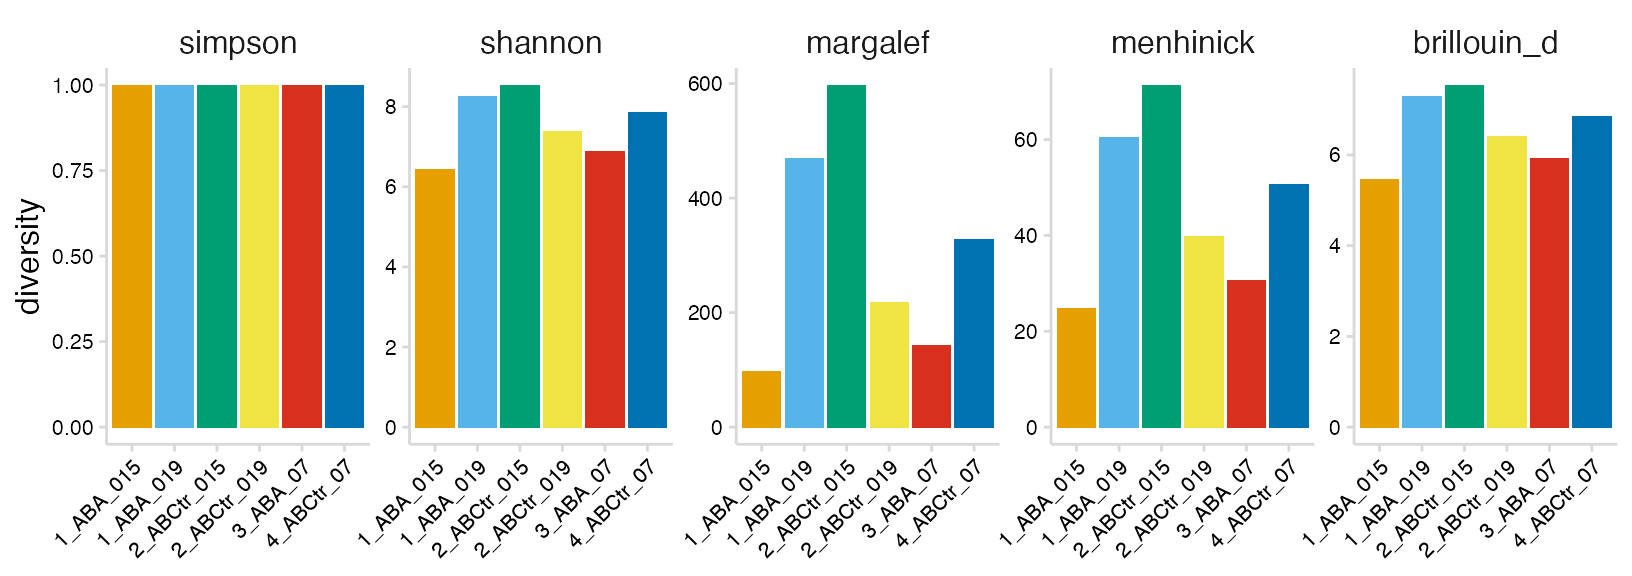 simpson
shannon
margalef
menhinick
brillouin_d
diversity
1.00
0.75
0.50
0.25
0.00
1_ABA_015
1_ABA_019
2_ABCtr_015
2_ABCtr_019
3_ABA_07
4_ABCtr_07
8
6
4
2
0
1_ABA_015
1_ABA_019
2_ABCtr_015
2_ABCtr_019
3_ABA_07
4_ABCtr_07
600
400
200
0
1_ABA_015
1_ABA_019
2_ABCtr_015
2_ABCtr_019
3_ABA_07
4_ABCtr_07
60
40
20
0
1_ABA_015
1_ABA_019
2_ABCtr_015
2_ABCtr_019
3_ABA_07
4_ABCtr_07
6
4
2
0
1_ABA_015
1_ABA_019
2_ABCtr_015
2_ABCtr_019
3_ABA_07
4_ABCtr_07